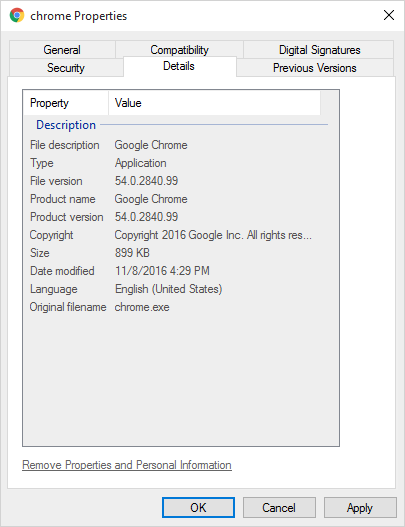 chrome Properties
General Compatibility Digital Signatures
Security Details Previous Versions
Property Value
Description
File description Google Chrome
Type Application
File version 54.0.2840.99
Product name Google Chrome
Product version 54.0.2840.99
Copyright Copyright 2016 Google Inc. All rights res...
Size 899 KB
Date modified 11/8/2016 4:29 PM
Language English (United States)
Original filename chrome.exe
Remove Properties and Personal Information
OK Cancel Apply